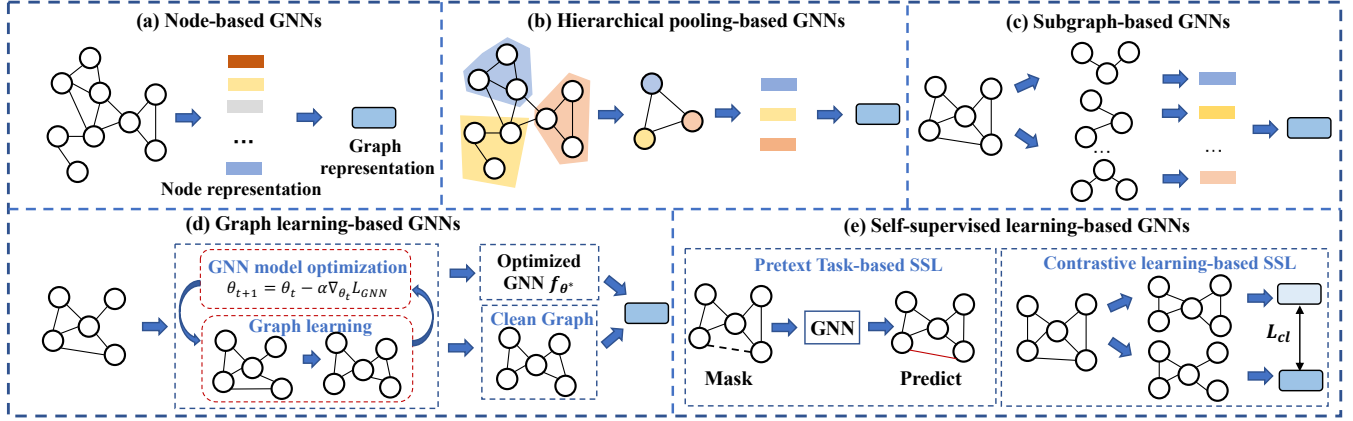 (a) Node-based GNNs
...
Node representation
Graph
representation
(b) Hierarchical pooling-based GNNs
(c) Subgraph-based GNNs
...
...
(d) Graph learning-based GNNs
GNN model optimization
θ_{t+1} = θ_t − α∇_{θ_t} L_{GNN}
Graph learning
Optimized
GNN f_{θ*}
Clean Graph
(e) Self-supervised learning-based GNNs
Pretext Task-based SSL
GNN
Mask
Predict
Contrastive learning-based SSL
L_{cl}